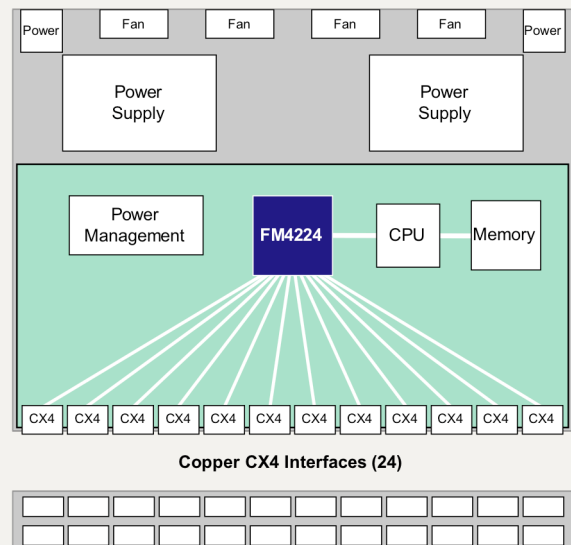 Power Fan Fan Fan Fan Power
Power
Supply
Power
Supply
Power
Management
FM4224
CPU
Memory
CX4 CX4 CX4 CX4 CX4 CX4 CX4 CX4 CX4 CX4 CX4 CX4
Copper CX4 Interfaces (24)